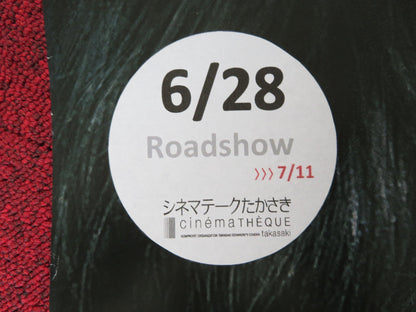 6/28
Roadshow
>>> 7/11
シネマテークたかさき
cinémaTHÈQUE
takasaki